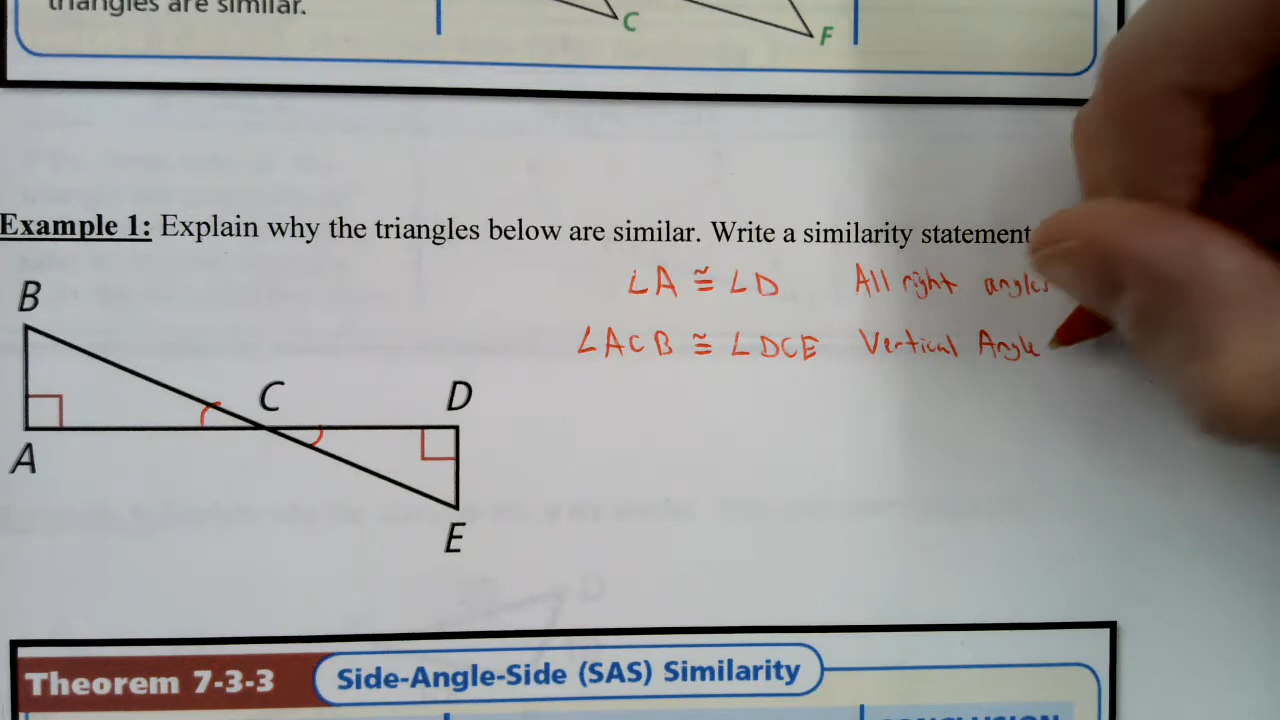 triangles are similar.
C
F
Example 1: Explain why the triangles below are similar. Write a similarity statement
∠A ≅ ∠D All right angles
∠ACB ≅ ∠DCE Vertical Angle
B
C
D
A
E
Theorem 7-3-3 Side-Angle-Side (SAS) Similarity
CONCLUSION